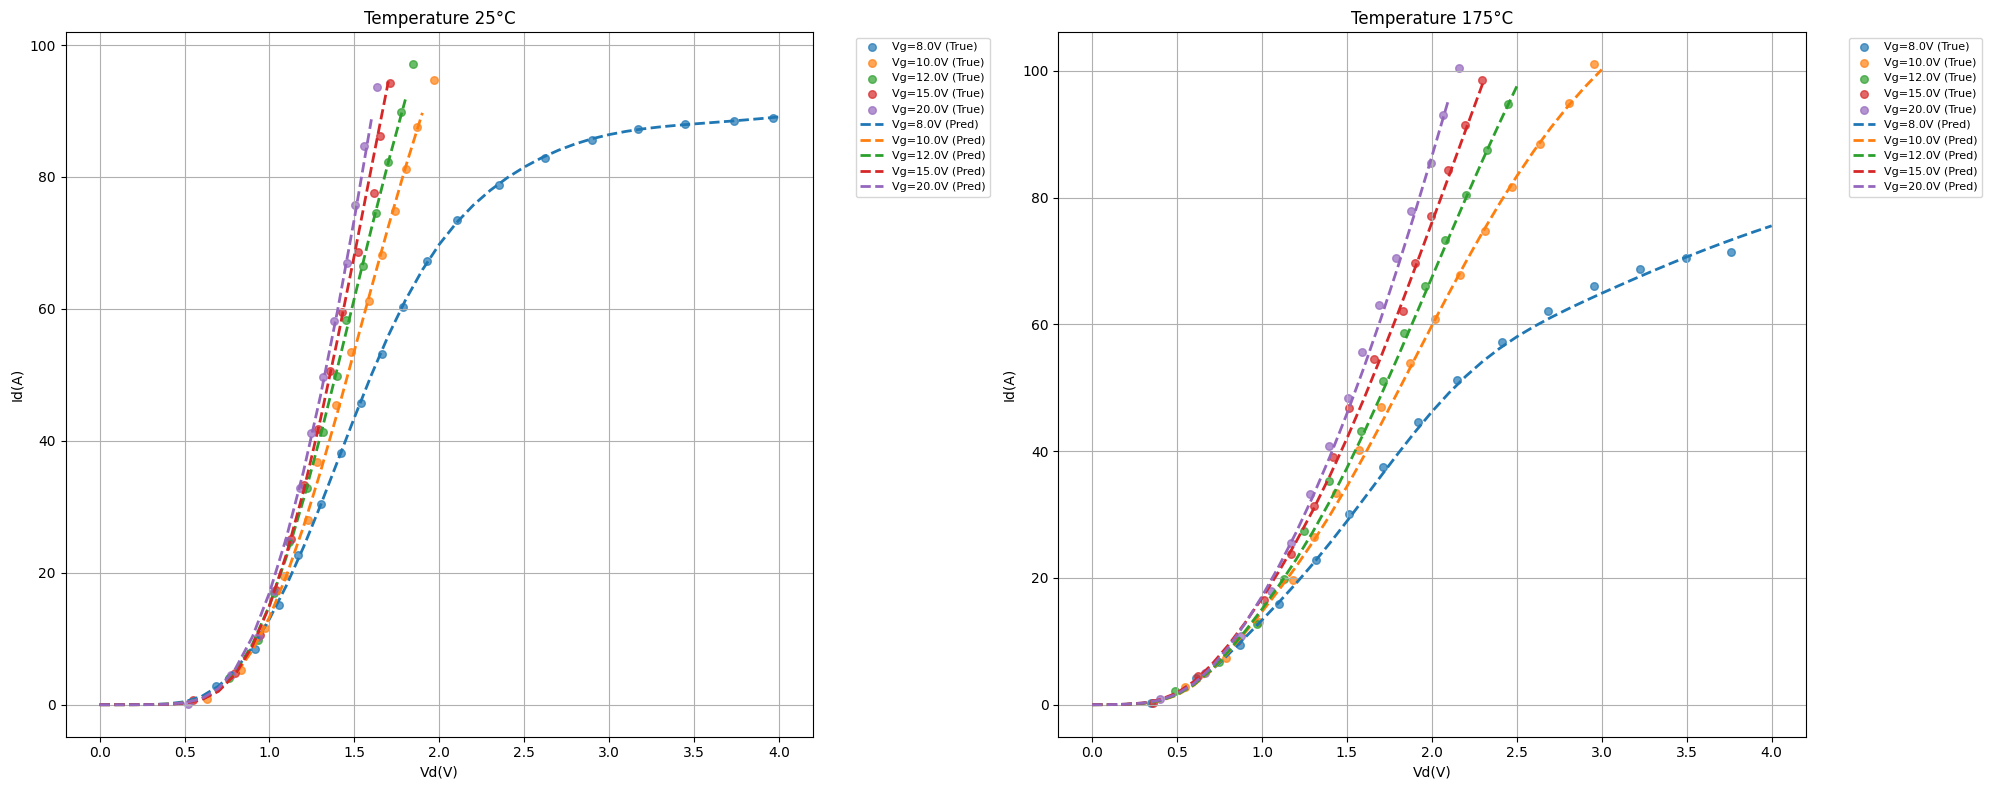 Temperature 25°C
100
80
60
40
20
0
Id(A)
0.0 0.5 1.0 1.5 2.0 2.5 3.0 3.5 4.0
Vd(V)
Vg=8.0V (True)
Vg=10.0V (True)
Vg=12.0V (True)
Vg=15.0V (True)
Vg=20.0V (True)
Vg=8.0V (Pred)
Vg=10.0V (Pred)
Vg=12.0V (Pred)
Vg=15.0V (Pred)
Vg=20.0V (Pred)
Temperature 175°C
100
80
60
40
20
0
Id(A)
0.0 0.5 1.0 1.5 2.0 2.5 3.0 3.5 4.0
Vd(V)
Vg=8.0V (True)
Vg=10.0V (True)
Vg=12.0V (True)
Vg=15.0V (True)
Vg=20.0V (True)
Vg=8.0V (Pred)
Vg=10.0V (Pred)
Vg=12.0V (Pred)
Vg=15.0V (Pred)
Vg=20.0V (Pred)